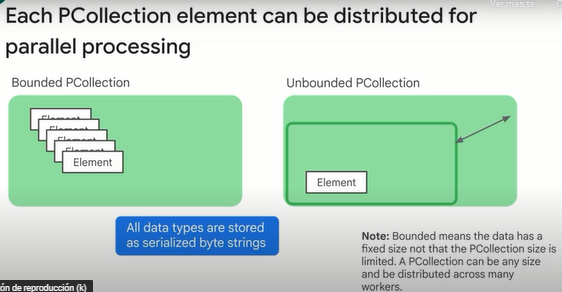 Ver más ta
Each PCollection element can be distributed for
parallel processing
Bounded PCollection
Unbounded PCollection
Element
Element
Element
Element
Element
Element
All data types are stored
as serialized byte strings
Note: Bounded means the data has a
fixed size not that the PCollection size is
limited. A PCollection can be any size
and be distributed across many
workers.
ón de reproducción (k)